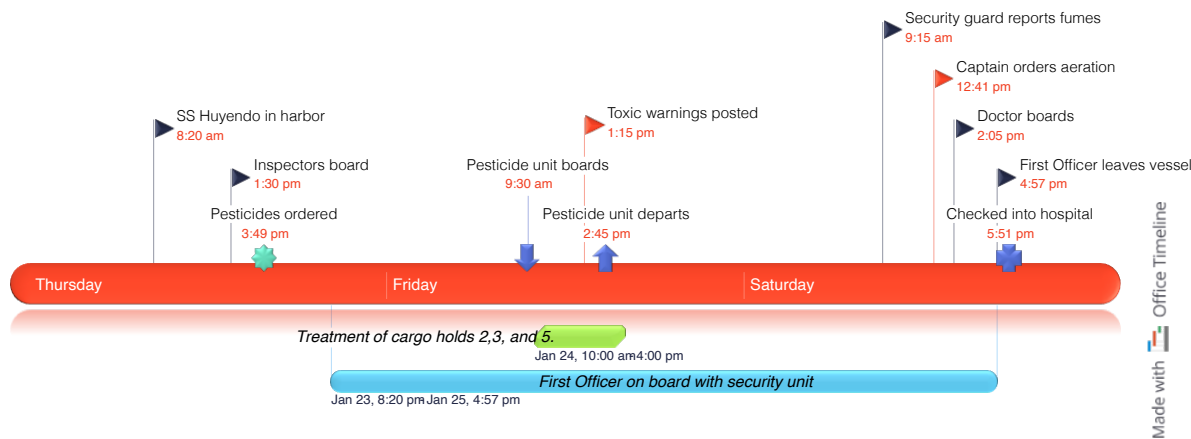 Security guard reports fumes
9:15 am
Captain orders aeration
12:41 pm
SS Huyendo in harbor
8:20 am
Toxic warnings posted
1:15 pm
Doctor boards
2:05 pm
Inspectors board
1:30 pm
Pesticide unit boards
9:30 am
First Officer leaves vessel
4:57 pm
Pesticides ordered
3:49 pm
Pesticide unit departs
2:45 pm
Checked into hospital
5:51 pm
Thursday
Friday
Saturday
Treatment of cargo holds 2,3, and 5.
Jan 24, 10:00 am-4:00 pm
First Officer on board with security unit
Jan 23, 8:20 pm-Jan 25, 4:57 pm
Made with Office Timeline